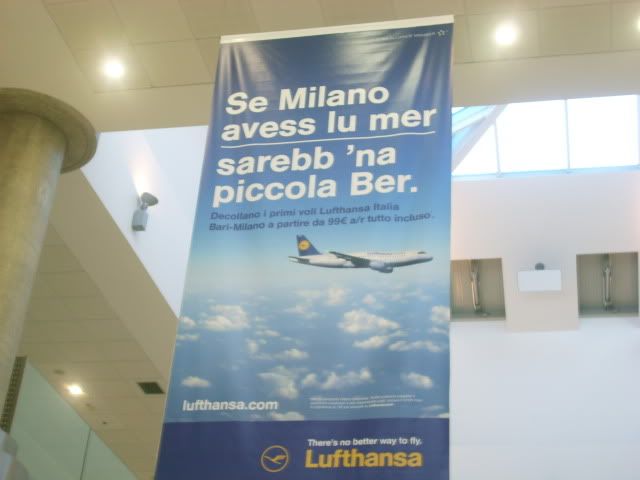 Se Milano
avess lu mer
sarebb 'na
piccola Ber.
Decollano i primi voli Lufthansa Italia
Bari-Milano a partire da 99€ a/r tutto incluso.
lufthansa.com
There's no better way to fly.
Lufthansa